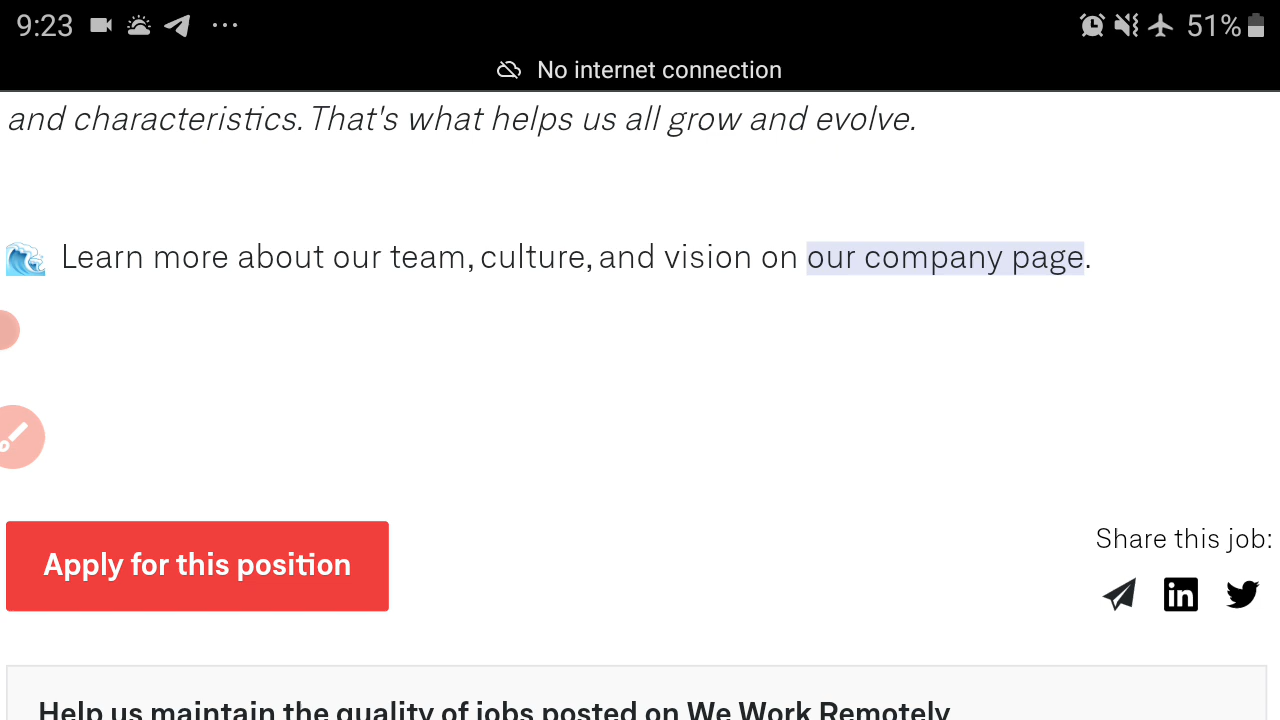 9:23
51%
No internet connection
and characteristics. That's what helps us all grow and evolve.
Learn more about our team, culture, and vision on our company page.
Apply for this position
Share this job:
Help us maintain the quality of jobs posted on We Work Remotely